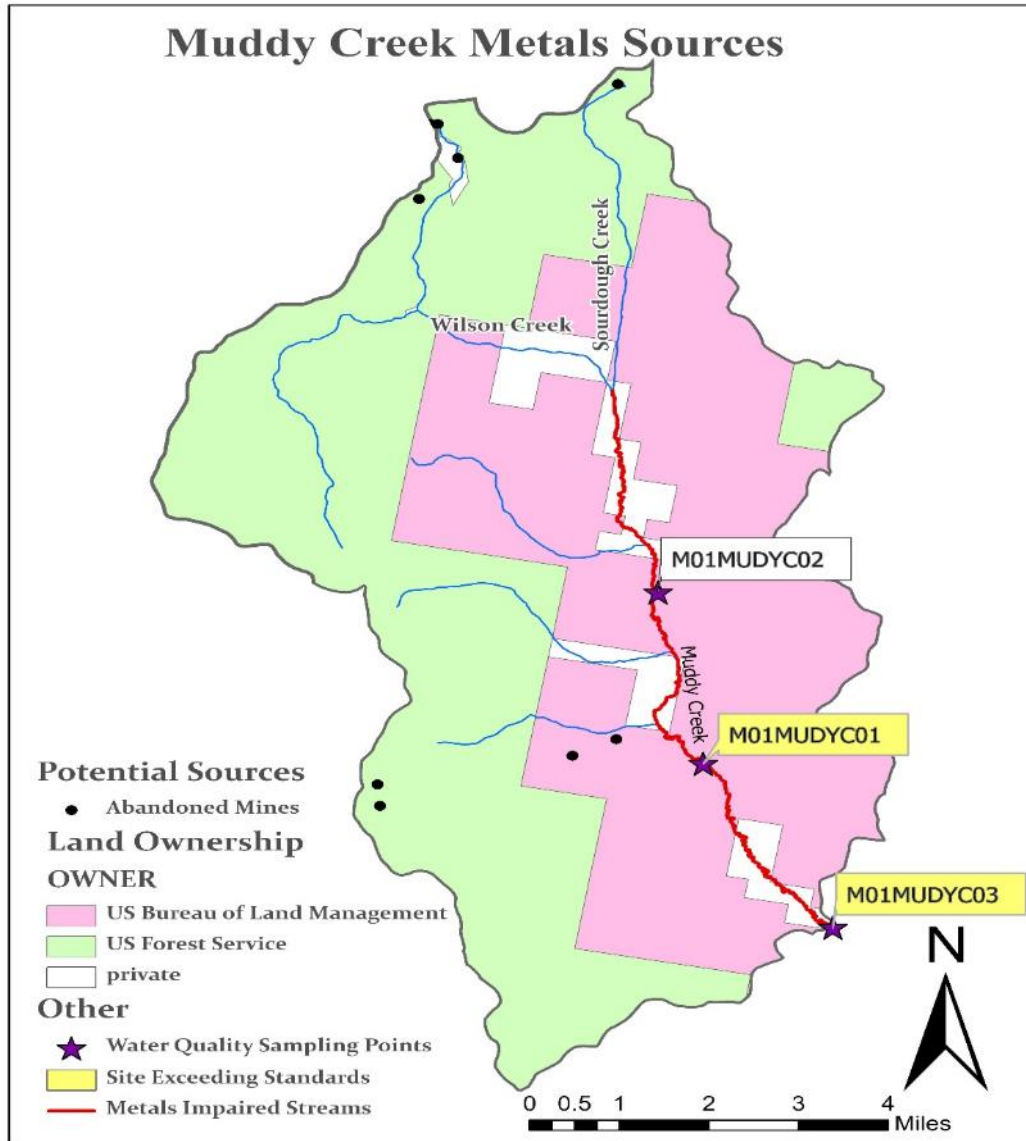 Muddy Creek Metals Sources
Sourdough Creek
Wilson Creek
M01MUDYC02
Muddy Creek
M01MUDYC01
M01MUDYC03
Potential Sources
Abandoned Mines
Land Ownership
OWNER
US Bureau of Land Management
US Forest Service
private
Other
Water Quality Sampling Points
Site Exceeding Standards
Metals Impaired Streams
N
0 0.5 1 2 3 4
Miles